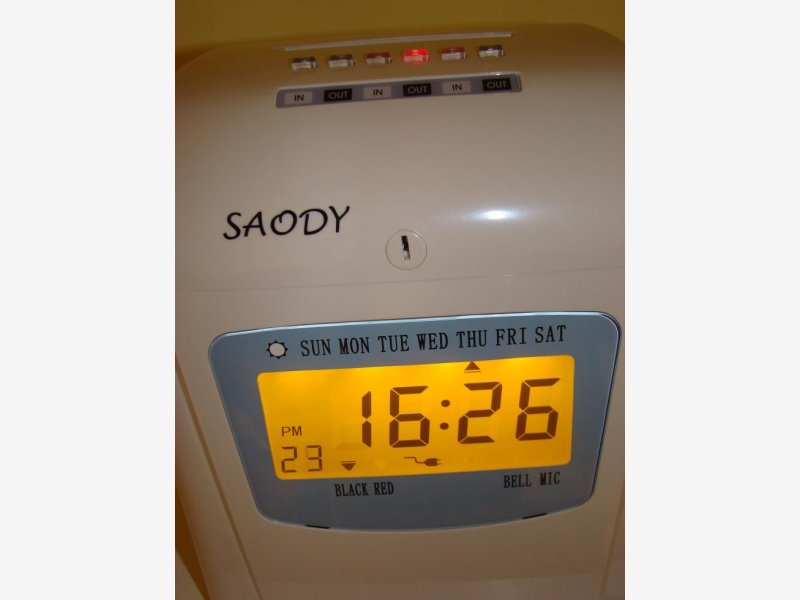 IN OUT IN OUT IN OUT
SAODY
SUN MON TUE WED THU FRI SAT
PM 16:26
23
BLACK RED BELL MIC